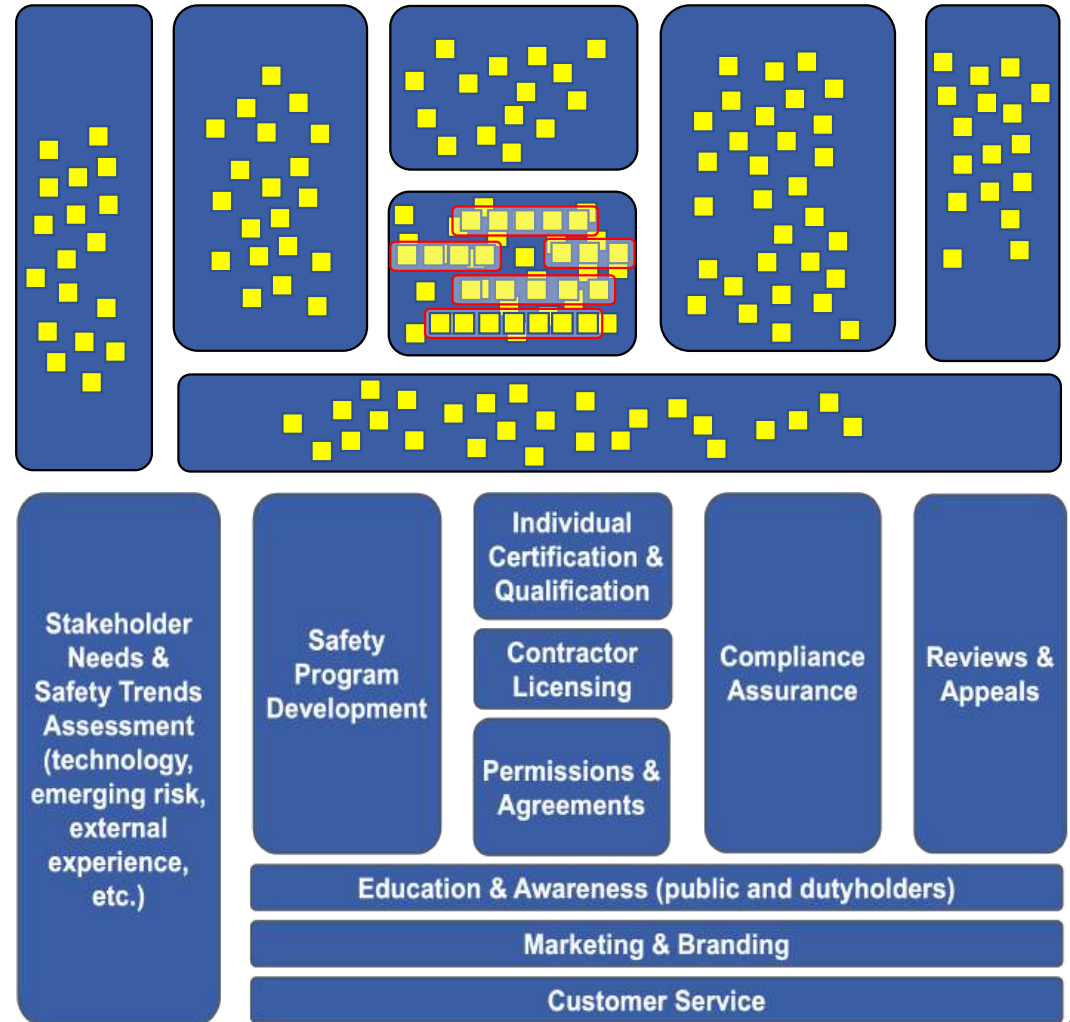 Stakeholder
Needs &
Safety Trends
Assessment
(technology,
emerging risk,
external
experience,
etc.)
Safety
Program
Development
Individual
Certification &
Qualification
Contractor
Licensing
Permissions &
Agreements
Compliance
Assurance
Reviews &
Appeals
Education & Awareness (public and dutyholders)
Marketing & Branding
Customer Service